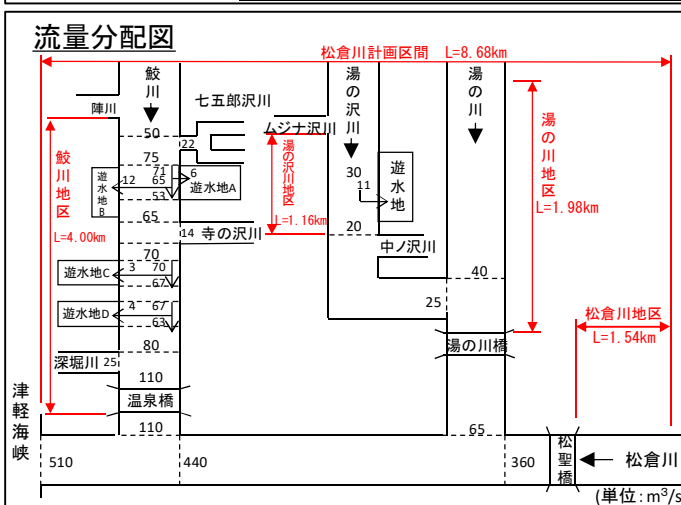 流量分配図
松倉川計画区間 L=8.68km
鮫川
湯の沢川
湯の川
陣川
七五郎沢川
ムジナ沢川
50
22
75
遊水地B
12
71
65
53
6
遊水地A
鮫川地区
L=4.00km
湯の沢川地区
L=1.16km
30
11
遊水地
湯の川地区
L=1.98km
65
14
寺の沢川
20
中ノ沢川
70
遊水地C
3
70
67
40
遊水地D
4
67
63
25
松倉川地区
L=1.54km
80
湯の川橋
深堀川
25
110
温泉橋
津軽海峡
110
65
510
440
360
松聖橋
松倉川
(単位:m³/s